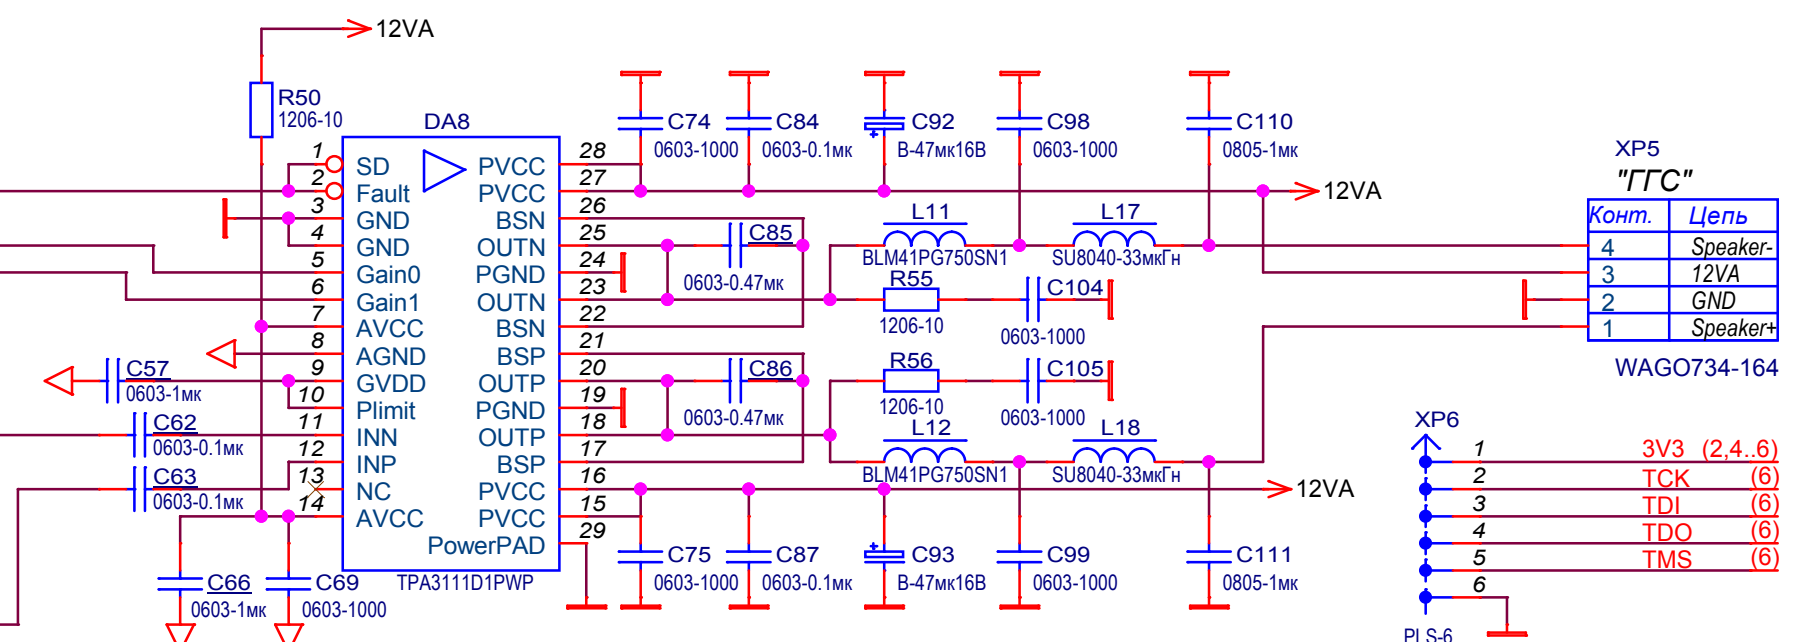 12VA
R50
1206-10
DA8
1 SD
2 Fault
3 GND
4 GND
5 Gain0
6 Gain1
7 AVCC
8 AGND
9 GVDD
10 Plimit
11 INN
12 INP
13 NC
14 AVCC
PVCC 28
PVCC 27
BSN 26
OUTN 25
PGND 24
OUTN 23
BSN 22
BSP 21
OUTP 20
PGND 19
OUTP 18
BSP 17
PVCC 16
PVCC 15
PowerPAD 29
TPA3111D1PWP
C57
0603-1мк
C62
0603-0.1мк
C63
0603-0.1мк
C66
0603-1мк
C69
0603-1000
C74
0603-1000
C84
0603-0.1мк
C92
B-47мк16В
C98
0603-1000
C110
0805-1мк
12VA
C85
0603-0.47мк
L11
BLM41PG750SN1
L17
SU8040-33мкГн
R55
1206-10
C104
0603-1000
C86
0603-0.47мк
R56
1206-10
C105
0603-1000
L12
BLM41PG750SN1
L18
SU8040-33мкГн
12VA
C75
0603-1000
C87
0603-0.1мк
C93
B-47мк16В
C99
0603-1000
C111
0805-1мк
XP5
"ГГС"
Конт. Цепь
4 Speaker-
3 12VA
2 GND
1 Speaker+
WAGO734-164
XP6
1 3V3 (2,4..6)
2 TCK (6)
3 TDI (6)
4 TDO (6)
5 TMS (6)
6
PLS-6